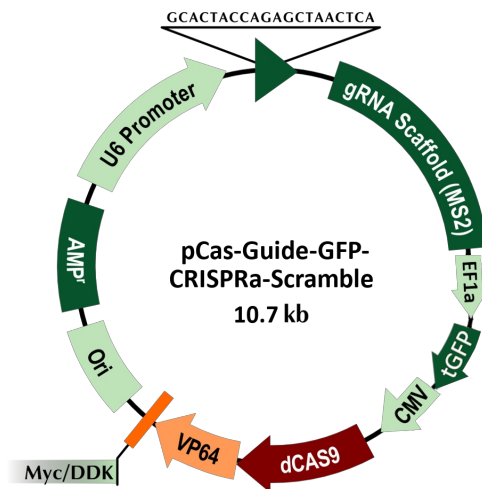 GCACTACCAGAGCTAACTCA
U6 Promoter
gRNA Scaffold (MS2)
EF1a
tGFP
CMV
dCAS9
VP64
Myc/DDK
Ori
AMPr
pCas-Guide-GFP-
CRISPRa-Scramble
10.7 kb